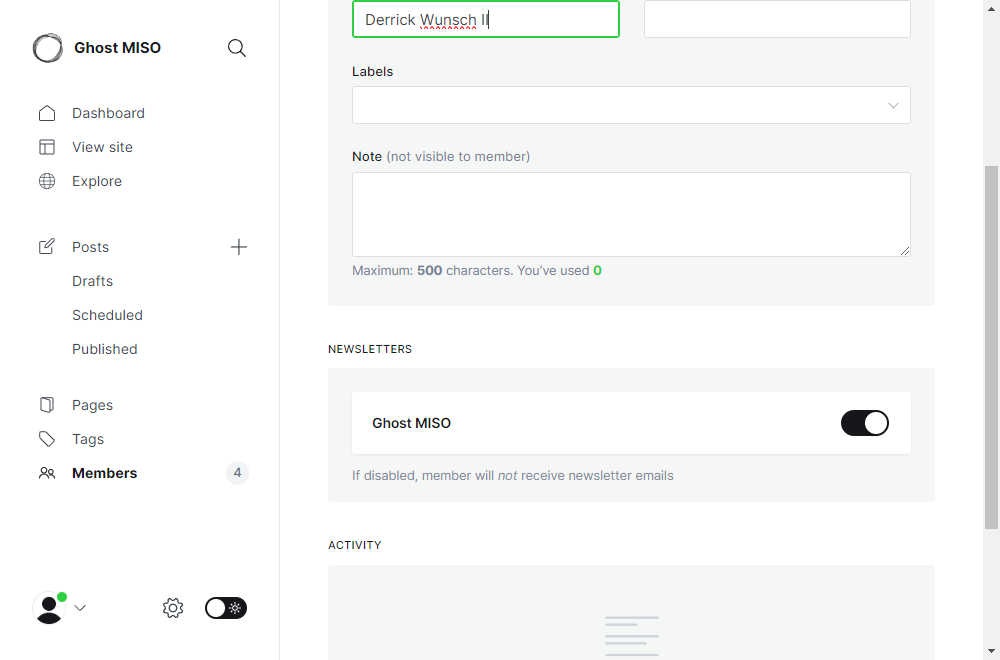 Ghost MISO
Dashboard
View site
Explore
Posts
Drafts
Scheduled
Published
Pages
Tags
Members 4
Derrick Wunsch II
Labels
Note (not visible to member)
Maximum: 500 characters. You've used 0
NEWSLETTERS
Ghost MISO
If disabled, member will not receive newsletter emails
ACTIVITY